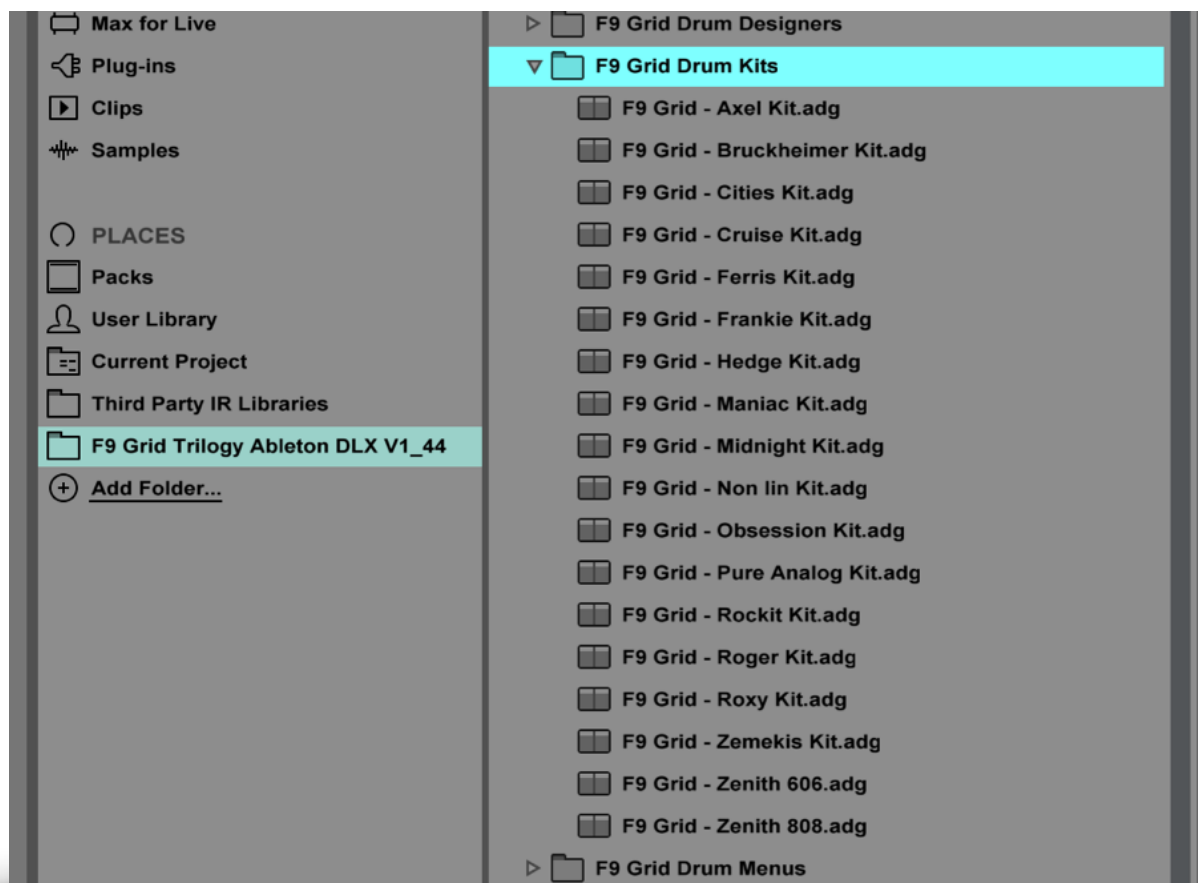 Max for Live
Plug-ins
Clips
Samples
PLACES
Packs
User Library
Current Project
Third Party IR Libraries
F9 Grid Trilogy Ableton DLX V1_44
Add Folder...
F9 Grid Drum Designers
F9 Grid Drum Kits
F9 Grid - Axel Kit.adg
F9 Grid - Bruckheimer Kit.adg
F9 Grid - Cities Kit.adg
F9 Grid - Cruise Kit.adg
F9 Grid - Ferris Kit.adg
F9 Grid - Frankie Kit.adg
F9 Grid - Hedge Kit.adg
F9 Grid - Maniac Kit.adg
F9 Grid - Midnight Kit.adg
F9 Grid - Non lin Kit.adg
F9 Grid - Obsession Kit.adg
F9 Grid - Pure Analog Kit.adg
F9 Grid - Rockit Kit.adg
F9 Grid - Roger Kit.adg
F9 Grid - Roxy Kit.adg
F9 Grid - Zemekis Kit.adg
F9 Grid - Zenith 606.adg
F9 Grid - Zenith 808.adg
F9 Grid Drum Menus